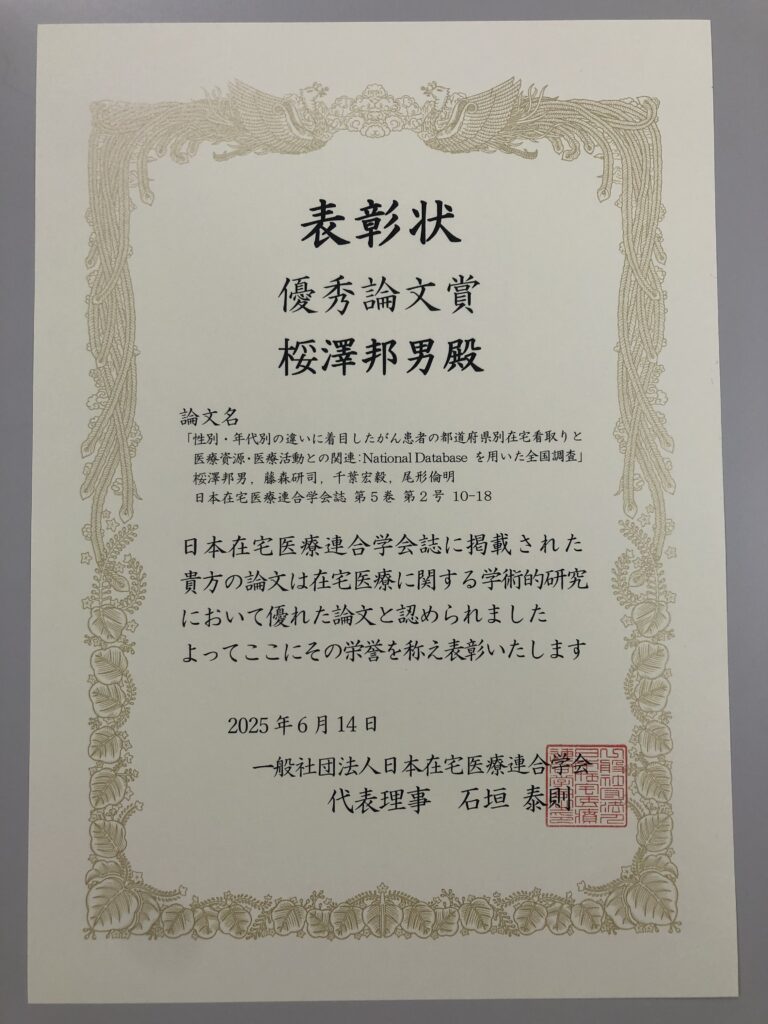 表彰状
優秀論文賞
桜澤邦男殿
論文名
「性別・年代別の違いに着目したがん患者の都道府県別在宅看取りと
医療資源・医療活動との関連:National Database を用いた全国調査」
桜澤邦男，藤森研司，千葉宏毅，尾形倫明
日本在宅医療連合学会誌 第5巻 第2号 10-18
日本在宅医療連合学会誌に掲載された
貴方の論文は在宅医療に関する学術的研究
において優れた論文と認められました
よってここにその栄誉を称え表彰いたします
2025年6月14日
一般社団法人日本在宅医療連合学会
代表理事 石垣 泰則